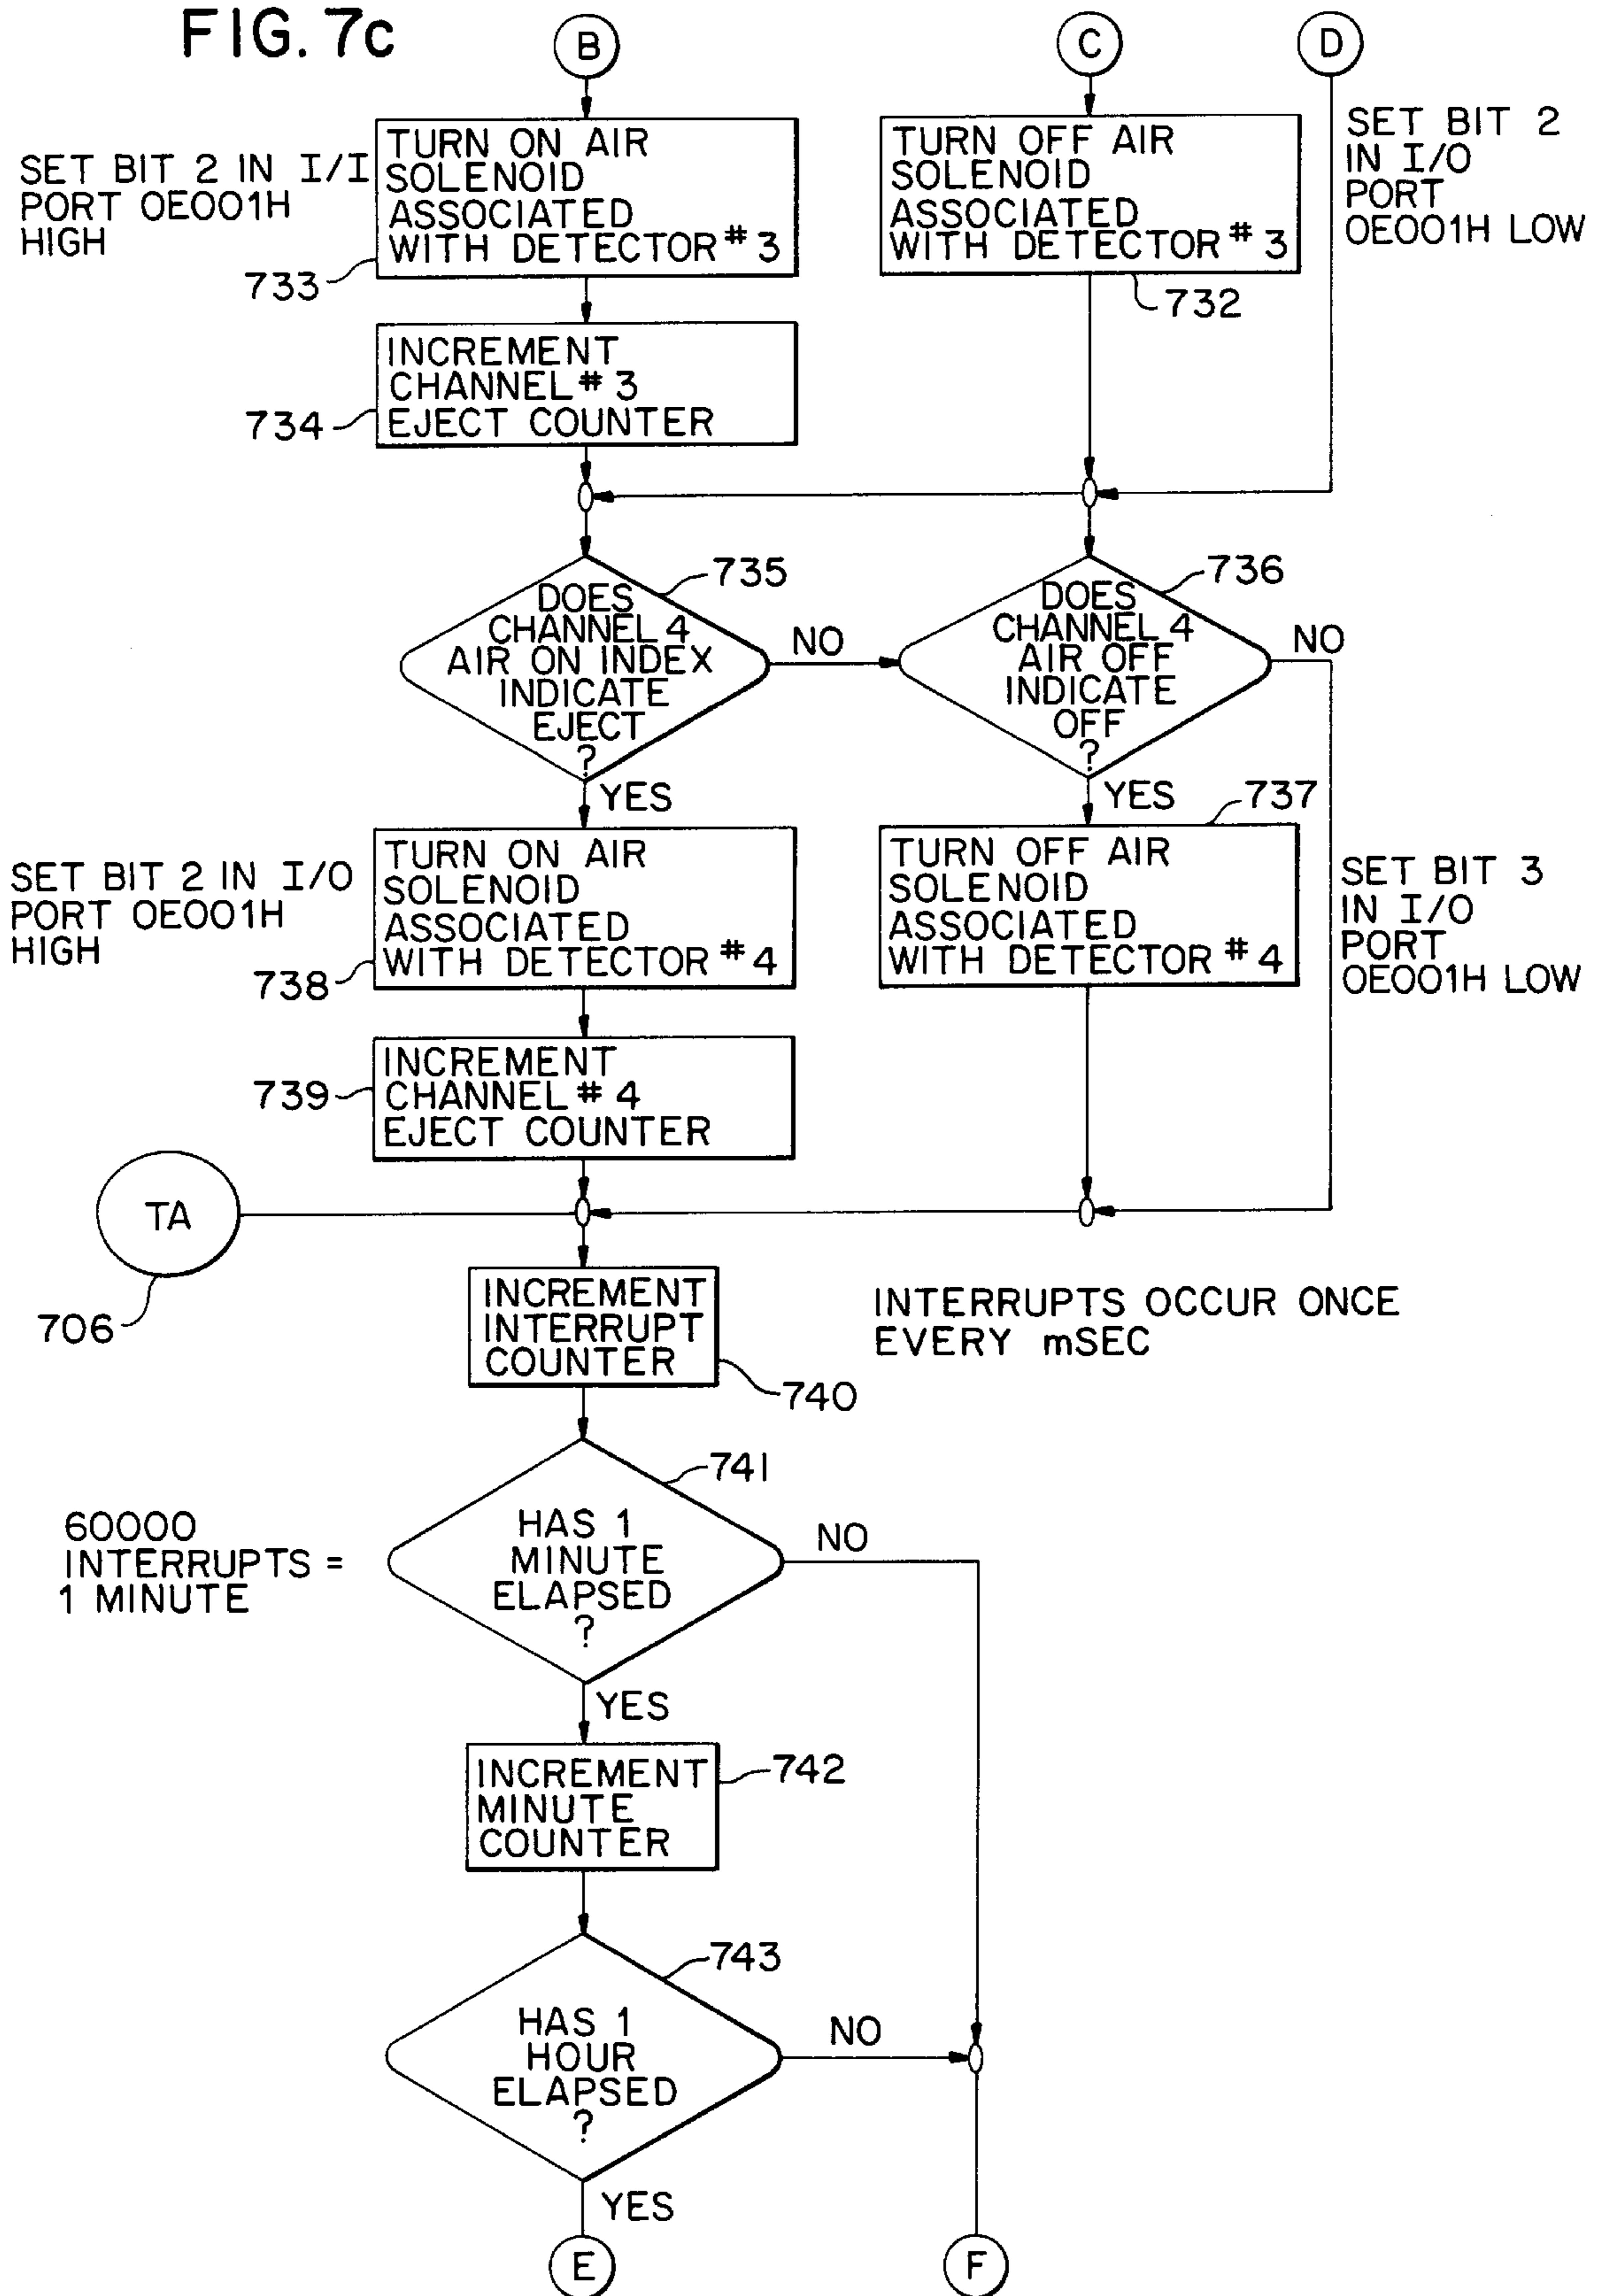 FIG. 7c
B
C
D
SET BIT 2 IN I/I
PORT OE001H
HIGH
TURN ON AIR
SOLENOID
ASSOCIATED
WITH DETECTOR #3
733
TURN OFF AIR
SOLENOID
ASSOCIATED
WITH DETECTOR #3
732
SET BIT 2
IN I/O
PORT
OE001H LOW
INCREMENT
CHANNEL #3
EJECT COUNTER
734
DOES
CHANNEL 4
AIR ON INDEX
INDICATE
EJECT
?
735
NO
YES
DOES
CHANNEL 4
AIR OFF
INDICATE
OFF
?
736
NO
YES
SET BIT 2 IN I/O
PORT OE001H
HIGH
TURN ON AIR
SOLENOID
ASSOCIATED
WITH DETECTOR #4
738
TURN OFF AIR
SOLENOID
ASSOCIATED
WITH DETECTOR #4
737
SET BIT 3
IN I/O
PORT
OE001H LOW
INCREMENT
CHANNEL #4
EJECT COUNTER
739
TA
706
INCREMENT
INTERRUPT
COUNTER
740
INTERRUPTS OCCUR ONCE
EVERY mSEC
60000
INTERRUPTS =
1 MINUTE
HAS 1
MINUTE
ELAPSED
?
741
NO
YES
INCREMENT
MINUTE
COUNTER
742
HAS 1
HOUR
ELAPSED
?
743
NO
YES
E
F